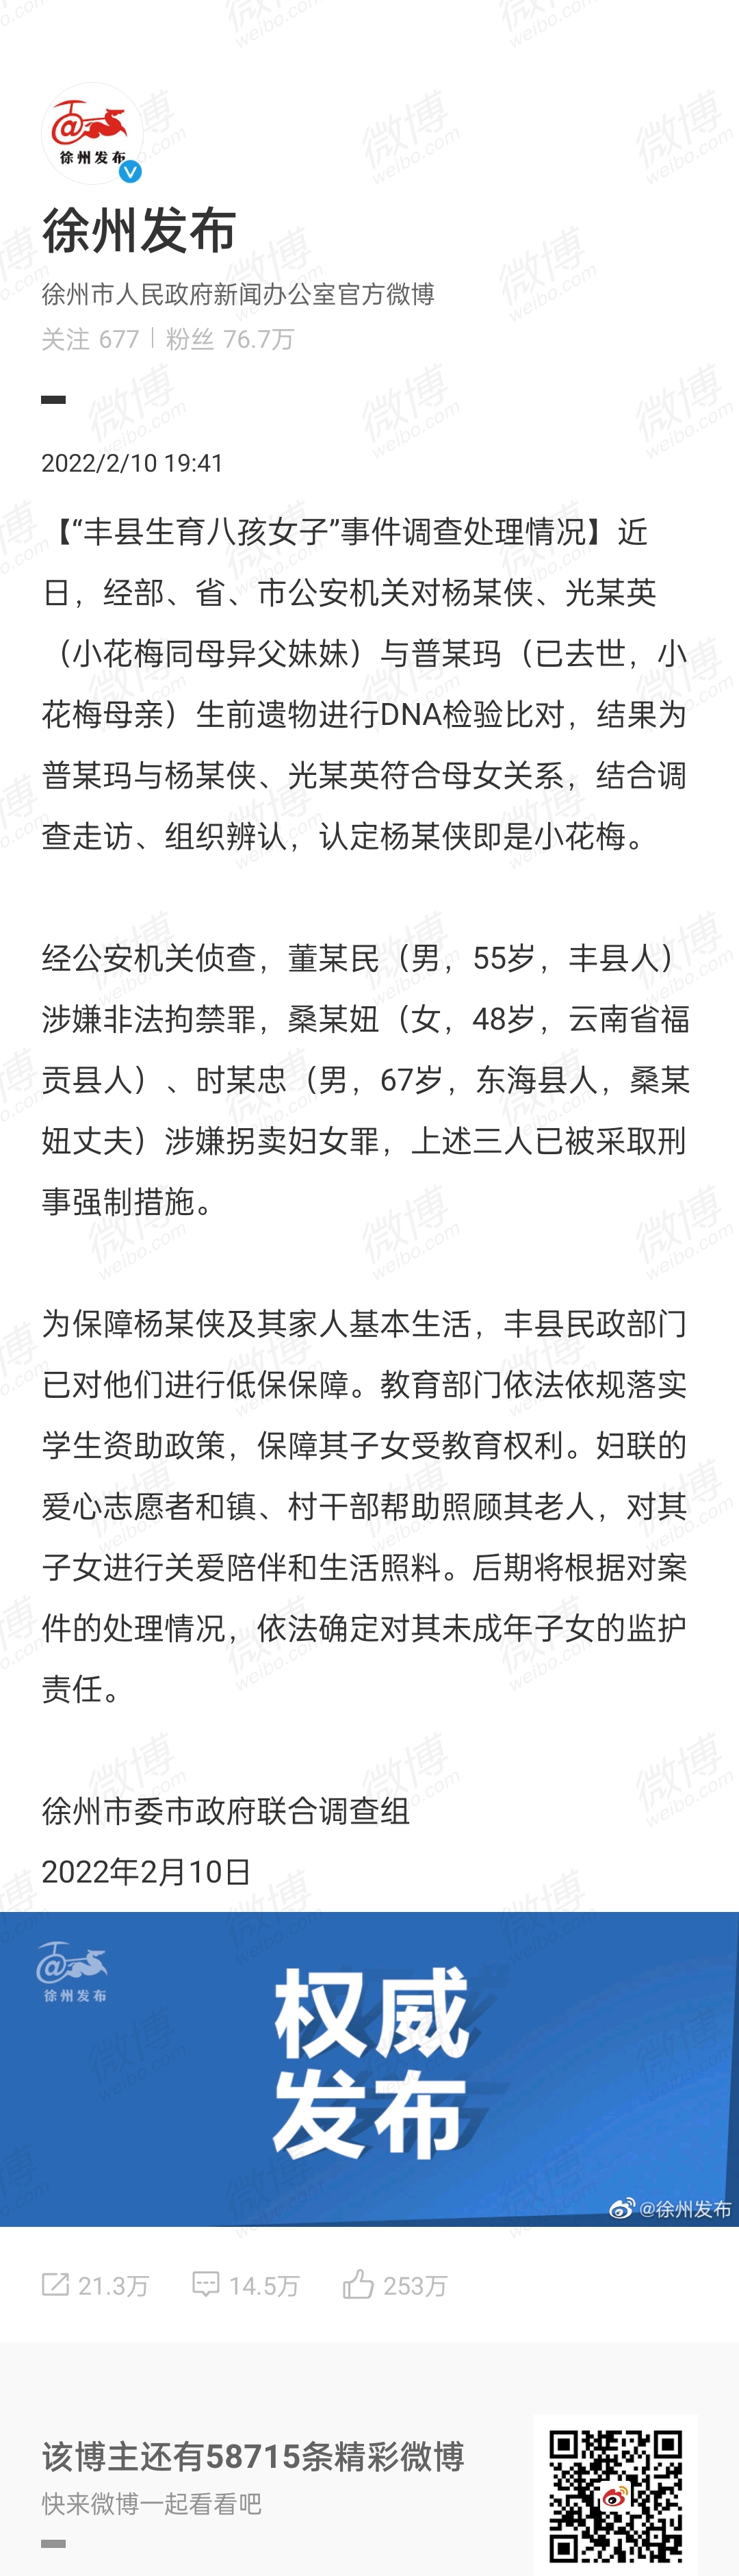 徐州发布
徐州发布
徐州市人民政府新闻办公室官方微博
关注 677 | 粉丝 76.7万
2022/2/10 19:41
【“丰县生育八孩女子”事件调查处理情况】近
日，经部、省、市公安机关对杨某侠、光某英
（小花梅同母异父妹妹）与普某玛（已去世，小
花梅母亲）生前遗物进行DNA检验比对，结果为
普某玛与杨某侠、光某英符合母女关系，结合调
查走访、组织辨认，认定杨某侠即是小花梅。
经公安机关侦查，董某民（男，55岁，丰县人）
涉嫌非法拘禁罪，桑某妞（女，48岁，云南省福
贡县人）、时某忠（男，67岁，东海县人，桑某
妞丈夫）涉嫌拐卖妇女罪，上述三人已被采取刑
事强制措施。
为保障杨某侠及其家人基本生活，丰县民政部门
已对他们进行低保保障。教育部门依法依规落实
学生资助政策，保障其子女受教育权利。妇联的
爱心志愿者和镇、村干部帮助照顾其老人，对其
子女进行关爱陪伴和生活照料。后期将根据对案
件的处理情况，依法确定对其未成年子女的监护
责任。
徐州市委市政府联合调查组
2022年2月10日
徐州发布
权威
发布
@徐州发布
21.3万 14.5万 253万
该博主还有58715条精彩微博
快来微博一起看看吧
微博
weibo.com